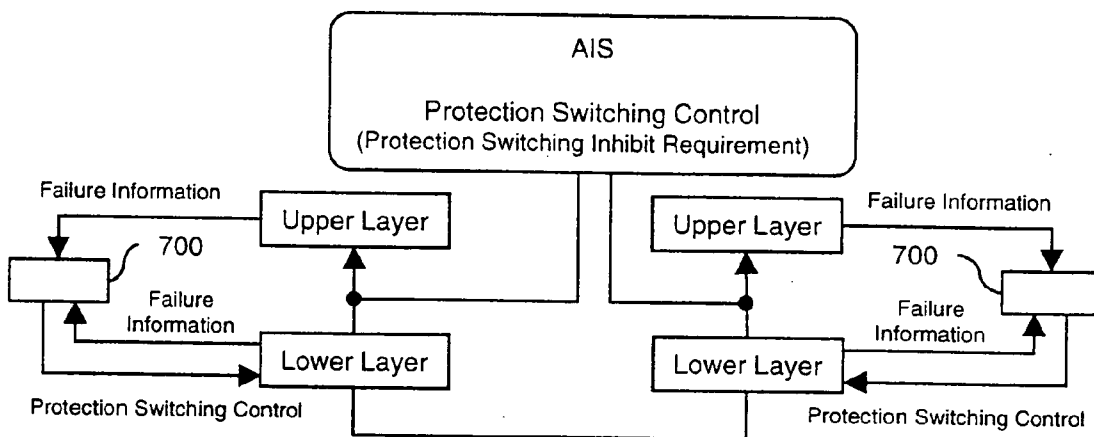 AIS
Protection Switching Control
(Protection Switching Inhibit Requirement)
Failure Information
Upper Layer
700
Failure
Information
Lower Layer
Protection Switching Control
Upper Layer
Failure Information
700
Failure
Information
Lower Layer
Protection Switching Control